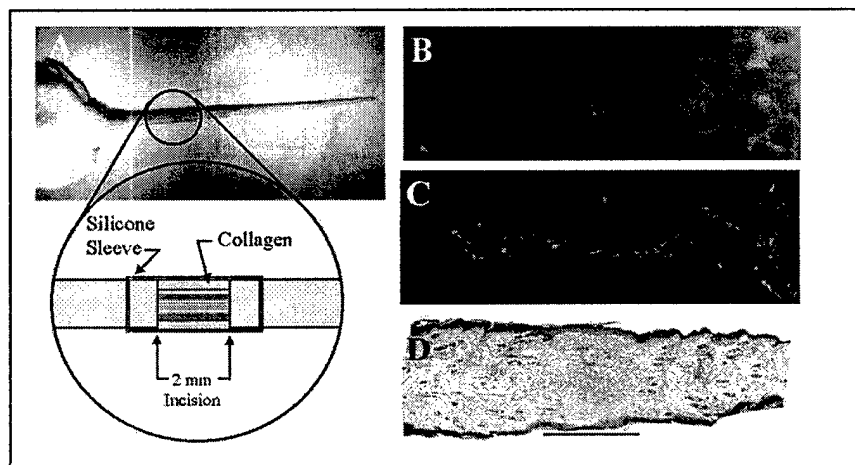 A
Silicone
Sleeve
Collagen
2 mm
Incision
B
C
D